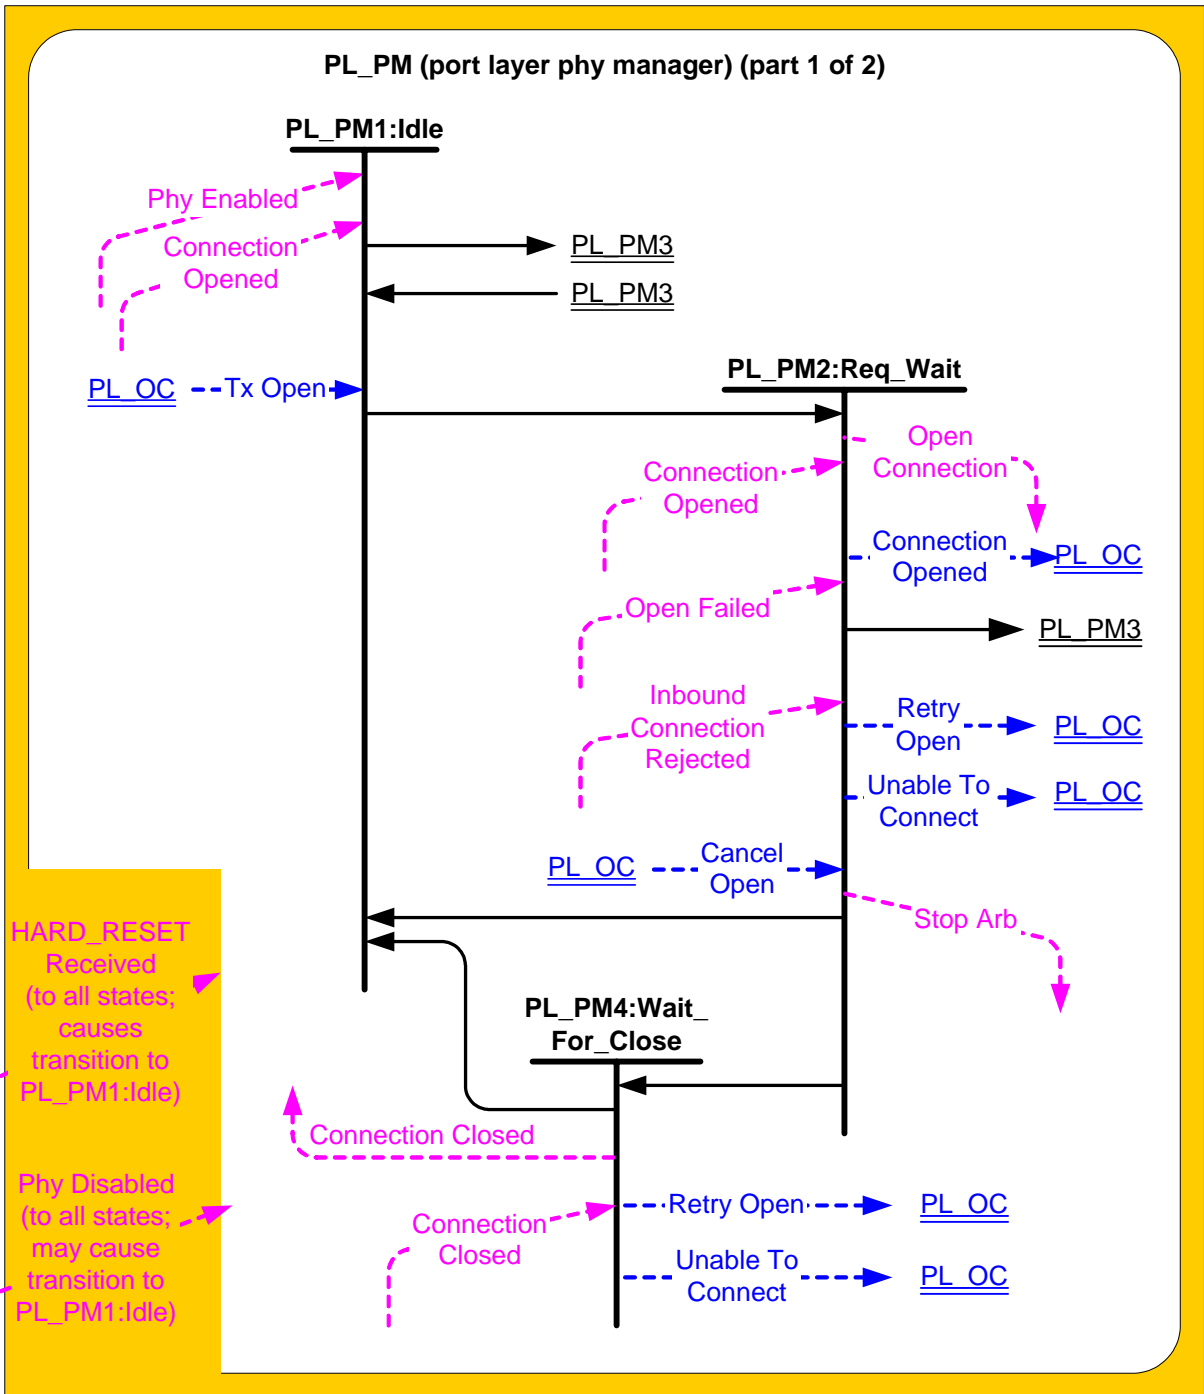 PL_PM (port layer phy manager) (part 1 of 2)
PL_PM1:Idle
Phy Enabled
Connection
Opened
PL_PM3
PL_PM3
PL_OC
Tx Open
PL_PM2:Req_Wait
Open
Connection
Connection
Opened
Connection
Opened
PL_OC
Open Failed
PL_PM3
Inbound
Connection
Rejected
Retry
Open
PL_OC
Unable To
Connect
PL_OC
PL_OC
Cancel
Open
Stop Arb
HARD_RESET
Received
(to all states;
causes
transition to
PL_PM1:Idle)
PL_PM4:Wait_
For_Close
Connection Closed
Phy Disabled
(to all states;
may cause
transition to
PL_PM1:Idle)
Connection
Closed
Retry Open
PL_OC
Unable To
Connect
PL_OC